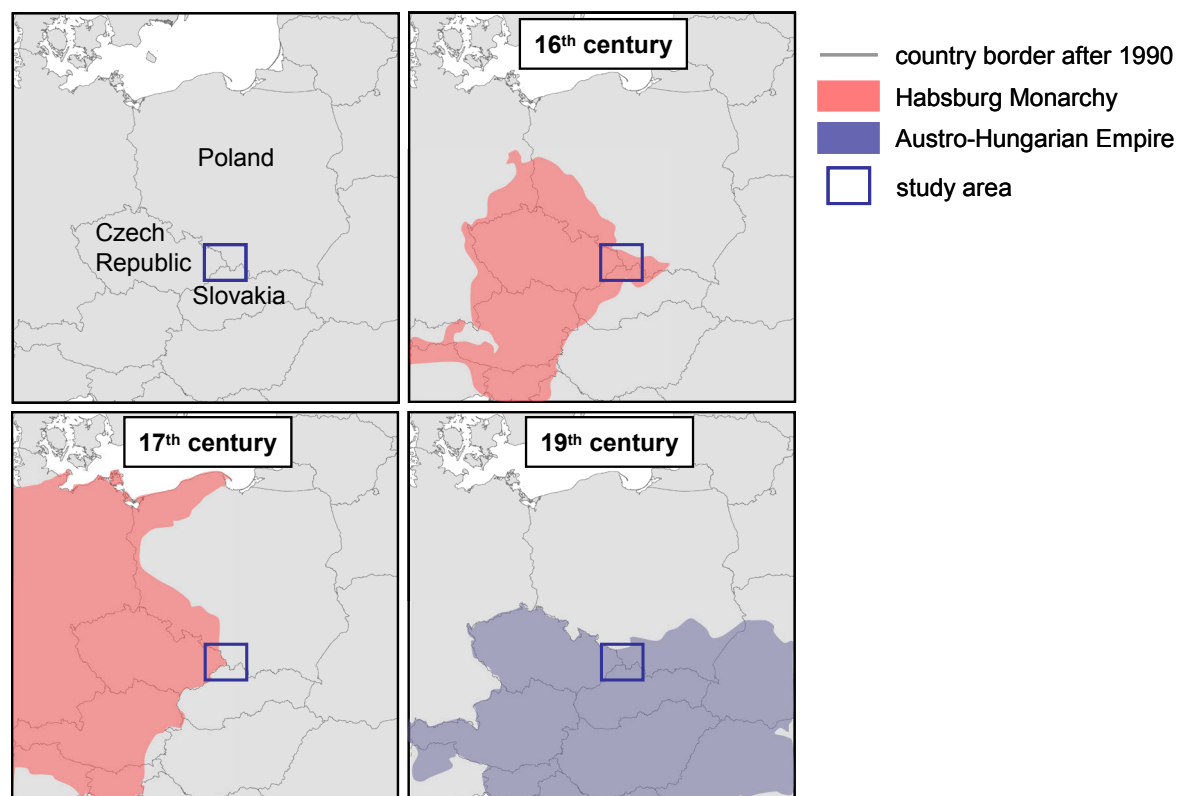 Poland
Czech
Republic
Slovakia
16th century
17th century
19th century
country border after 1990
Habsburg Monarchy
Austro-Hungarian Empire
study area